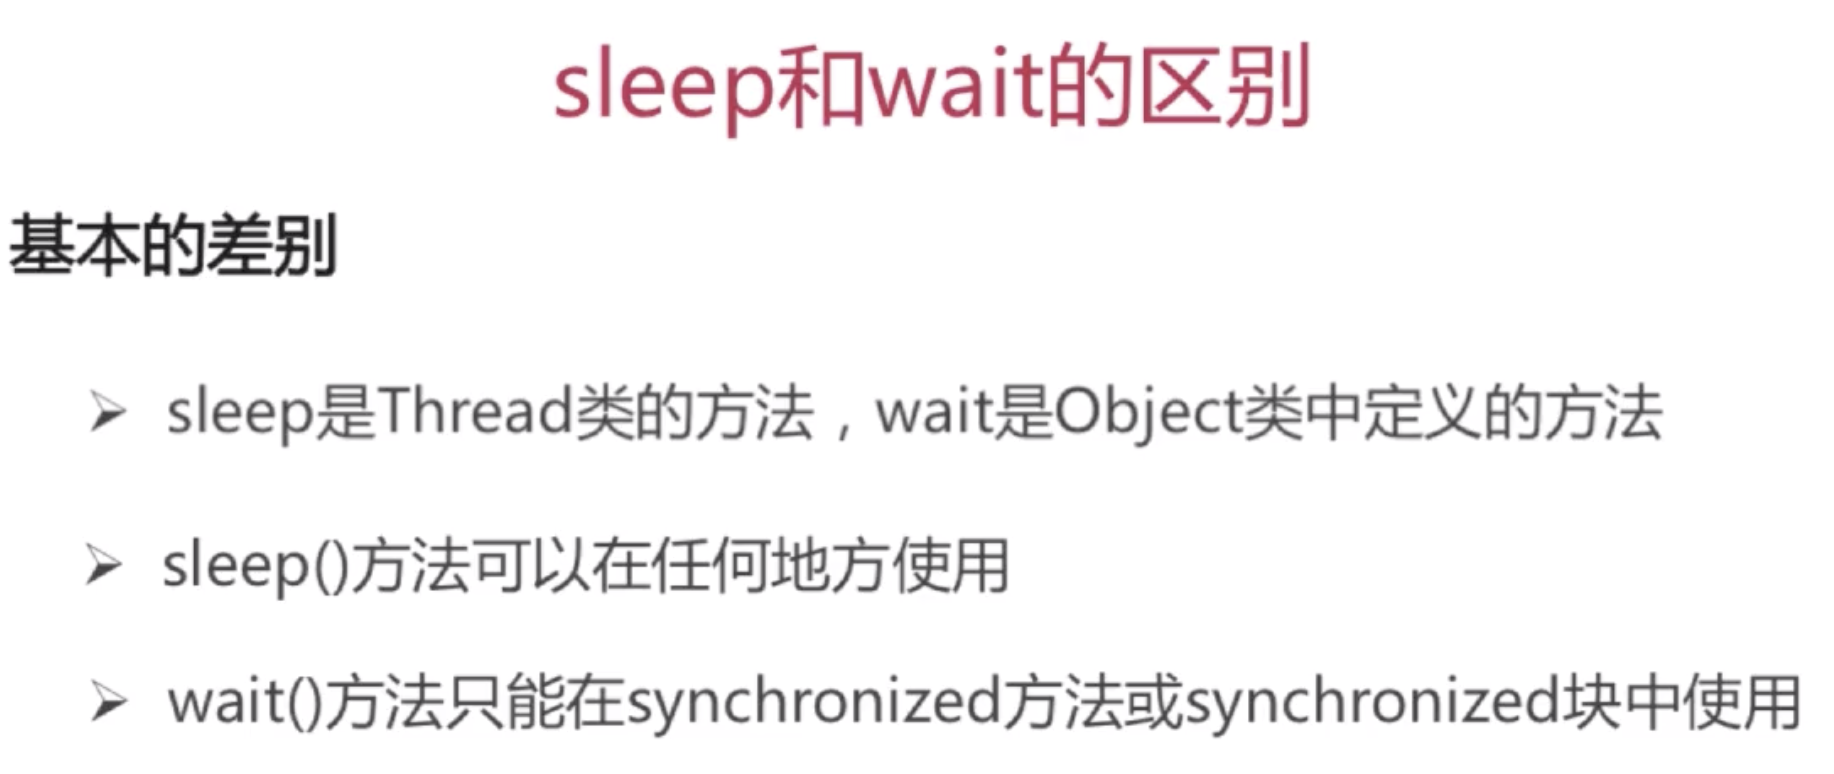 sleep和wait的区别
基本的差别
➢ sleep是Thread类的方法，wait是Object类中定义的方法
➢ sleep()方法可以在任何地方使用
➢ wait()方法只能在synchronized方法或synchronized块中使用